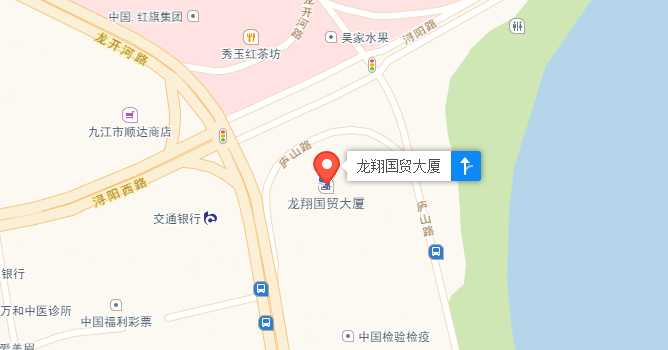 中国 红旗集团
龙开河路
龙开河路
秀玉红茶坊
吴家水果
浔阳路
九江市顺达商店
庐山路
龙翔国贸大厦
浔阳西路
龙翔国贸大厦
交通银行
庐山路
银行
万和中医诊所
中国福利彩票
中国检验检疫
爱美眉